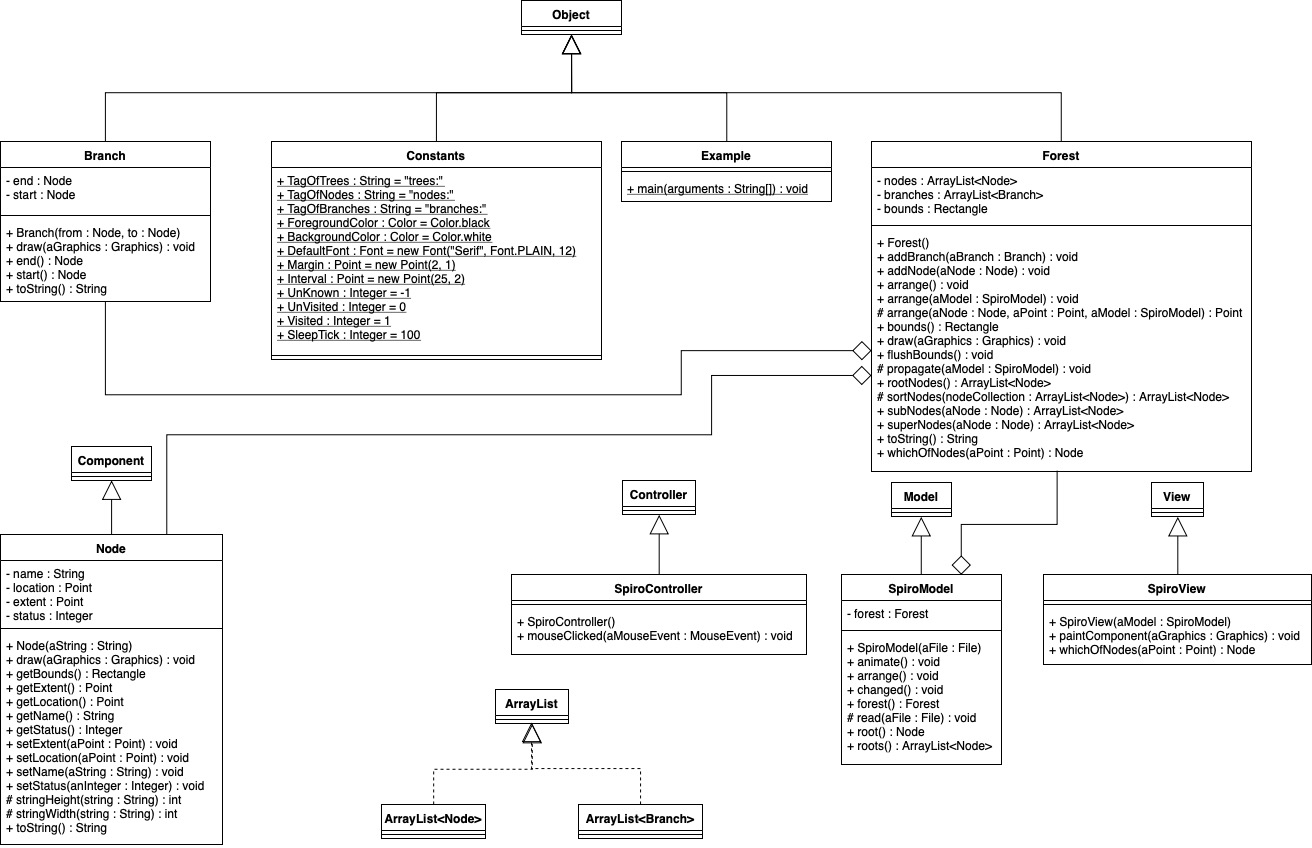 Object
Branch
- end : Node
- start : Node
+ Branch(from : Node, to : Node)
+ draw(aGraphics : Graphics) : void
+ end() : Node
+ start() : Node
+ toString() : String
Constants
+ TagOfTrees : String = "trees:"
+ TagOfNodes : String = "nodes:"
+ TagOfBranches : String = "branches:"
+ ForegroundColor : Color = Color.black
+ BackgroundColor : Color = Color.white
+ DefaultFont : Font = new Font("Serif", Font.PLAIN, 12)
+ Margin : Point = new Point(2, 1)
+ Interval : Point = new Point(25, 2)
+ UnKnown : Integer = -1
+ UnVisited : Integer = 0
+ Visited : Integer = 1
+ SleepTick : Integer = 100
Example
+ main(arguments : String[]) : void
Forest
- nodes : ArrayList<Node>
- branches : ArrayList<Branch>
- bounds : Rectangle
+ Forest()
+ addBranch(aBranch : Branch) : void
+ addNode(aNode : Node) : void
+ arrange() : void
+ arrange(aModel : SpiroModel) : void
# arrange(aNode : Node, aPoint : Point, aModel : SpiroModel) : Point
+ bounds() : Rectangle
+ draw(aGraphics : Graphics) : void
+ flushBounds() : void
# propagate(aModel : SpiroModel) : void
+ rootNodes() : ArrayList<Node>
# sortNodes(nodeCollection : ArrayList<Node>) : ArrayList<Node>
+ subNodes(aNode : Node) : ArrayList<Node>
+ superNodes(aNode : Node) : ArrayList<Node>
+ toString() : String
+ whichOfNodes(aPoint : Point) : Node
Component
Node
- name : String
- location : Point
- extent : Point
- status : Integer
+ Node(aString : String)
+ draw(aGraphics : Graphics) : void
+ getBounds() : Rectangle
+ getExtent() : Point
+ getLocation() : Point
+ getName() : String
+ getStatus() : Integer
+ setExtent(aPoint : Point) : void
+ setLocation(aPoint : Point) : void
+ setName(aString : String) : void
+ setStatus(anInteger : Integer) : void
# stringHeight(string : String) : int
# stringWidth(string : String) : int
+ toString() : String
Controller
SpiroController
+ SpiroController()
+ mouseClicked(aMouseEvent : MouseEvent) : void
Model
SpiroModel
- forest : Forest
+ SpiroModel(aFile : File)
+ animate() : void
+ arrange() : void
+ changed() : void
+ forest() : Forest
# read(aFile : File) : void
+ root() : Node
+ roots() : ArrayList<Node>
View
SpiroView
+ SpiroView(aModel : SpiroModel)
+ paintComponent(aGraphics : Graphics) : void
+ whichOfNodes(aPoint : Point) : Node
ArrayList
ArrayList<Node>
ArrayList<Branch>